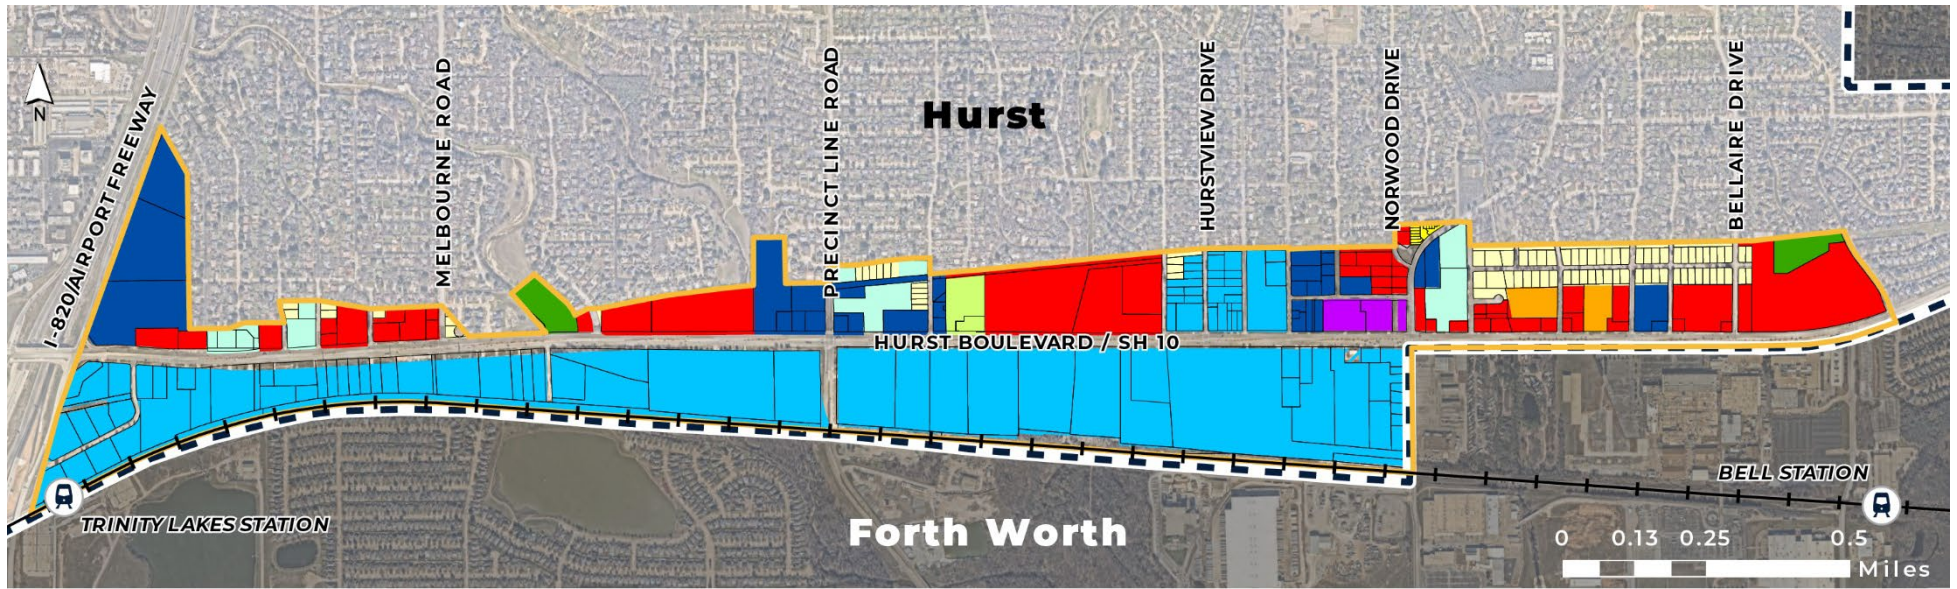 N
I-820/AIRPORT FREEWAY
MELBOURNE ROAD
PRECINCT LINE ROAD
Hurst
HURSTVIEW DRIVE
NORWOOD DRIVE
BELLAIRE DRIVE
HURST BOULEVARD / SH 10
TRINITY LAKES STATION
Forth Worth
BELL STATION
0 0.13 0.25 0.5
Miles